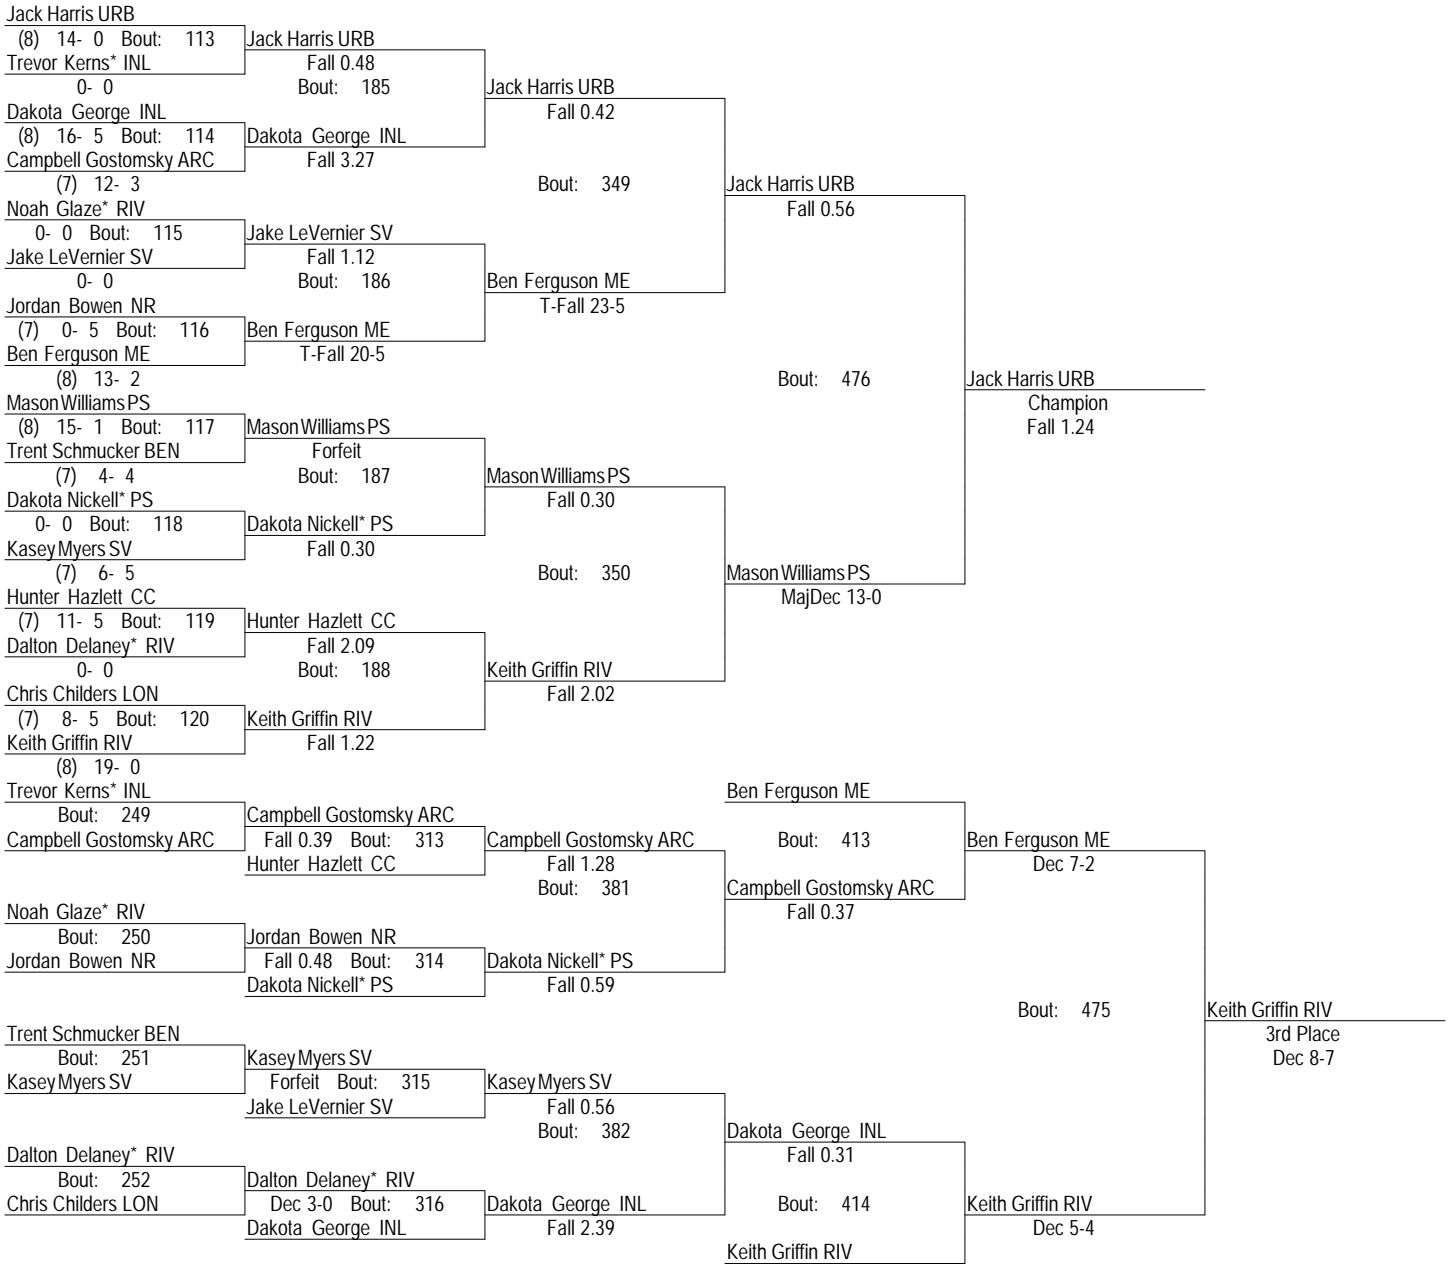 Jack Harris URB
(8) 14- 0 Bout: 113 Jack Harris URB
Trevor Kerns* INL Fall 0.48
0- 0 Bout: 185 Jack Harris URB
Dakota George INL Fall 0.42
(8) 16- 5 Bout: 114 Dakota George INL
Campbell Gostomsky ARC Fall 3.27
(7) 12- 3 Bout: 349 Jack Harris URB
Noah Glaze* RIV Fall 0.56
0- 0 Bout: 115 Jake LeVernier SV
Jake LeVernier SV Fall 1.12
0- 0 Bout: 186 Ben Ferguson ME
Jordan Bowen NR T-Fall 23-5
(7) 0- 5 Bout: 116 Ben Ferguson ME
Ben Ferguson ME T-Fall 20-5
(8) 13- 2 Bout: 476 Jack Harris URB
Mason Williams PS Champion
(8) 15- 1 Bout: 117 Mason Williams PS Fall 1.24
Trent Schmucker BEN Forfeit
(7) 4- 4 Bout: 187 Mason Williams PS
Dakota Nickell* PS Fall 0.30
0- 0 Bout: 118 Dakota Nickell* PS
Kasey Myers SV Fall 0.30
(7) 6- 5 Bout: 350 Mason Williams PS
Hunter Hazlett CC MajDec 13-0
(7) 11- 5 Bout: 119 Hunter Hazlett CC
Dalton Delaney* RIV Fall 2.09
0- 0 Bout: 188 Keith Griffin RIV
Chris Childers LON Fall 2.02
(7) 8- 5 Bout: 120 Keith Griffin RIV
Keith Griffin RIV Fall 1.22
(8) 19- 0
Trevor Kerns* INL Ben Ferguson ME
Bout: 249 Campbell Gostomsky ARC
Campbell Gostomsky ARC Fall 0.39 Bout: 313 Campbell Gostomsky ARC Bout: 413 Ben Ferguson ME
Hunter Hazlett CC Fall 1.28 Dec 7-2
Bout: 381 Campbell Gostomsky ARC
Noah Glaze* RIV Fall 0.37
Bout: 250 Jordan Bowen NR
Jordan Bowen NR Fall 0.48 Bout: 314 Dakota Nickell* PS
Dakota Nickell* PS Fall 0.59
Bout: 475 Keith Griffin RIV
Trent Schmucker BEN 3rd Place
Bout: 251 Kasey Myers SV Dec 8-7
Kasey Myers SV Forfeit Bout: 315 Kasey Myers SV
Jake LeVernier SV Fall 0.56
Bout: 382 Dakota George INL
Dalton Delaney* RIV Fall 0.31
Bout: 252 Dalton Delaney* RIV
Chris Childers LON Dec 3-0 Bout: 316 Dakota George INL Bout: 414 Keith Griffin RIV
Dakota George INL Fall 2.39 Dec 5-4
Keith Griffin RIV